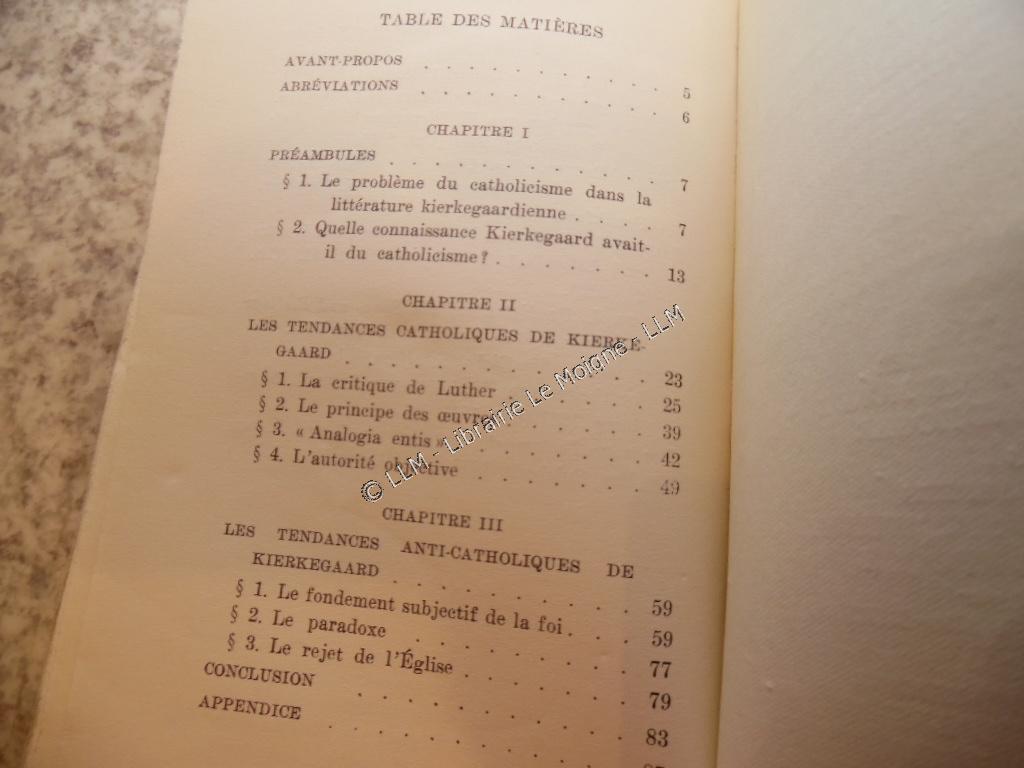 TABLE DES MATIÈRES
AVANT-PROPOS . . . . . . . . . . . 5
ABRÉVIATIONS . . . . . . . . . . . 6
CHAPITRE I
PRÉAMBULES . . . . . . . . . . . . 7
§ 1. Le problème du catholicisme dans la
littérature kierkegaardienne . . . . . 7
§ 2. Quelle connaissance Kierkegaard avait-
il du catholicisme ? . . . . . . . . 13
CHAPITRE II
LES TENDANCES CATHOLIQUES DE KIERKE-
GAARD . . . . . . . . . . . . . 23
§ 1. La critique de Luther . . . . . . . 25
§ 2. Le principe des œuvres . . . . . . 39
§ 3. « Analogia entis » . . . . . . . . 42
§ 4. L'autorité objective . . . . . . . . 49
CHAPITRE III
LES TENDANCES ANTI-CATHOLIQUES DE
KIERKEGAARD . . . . . . . . . . 59
§ 1. Le fondement subjectif de la foi . . . 59
§ 2. Le paradoxe . . . . . . . . . . 77
§ 3. Le rejet de l'Église . . . . . . . . 79
CONCLUSION . . . . . . . . . . . 83
APPENDICE . . . . . . . . . . .
© LLM - Librairie Le Moigne - LLM